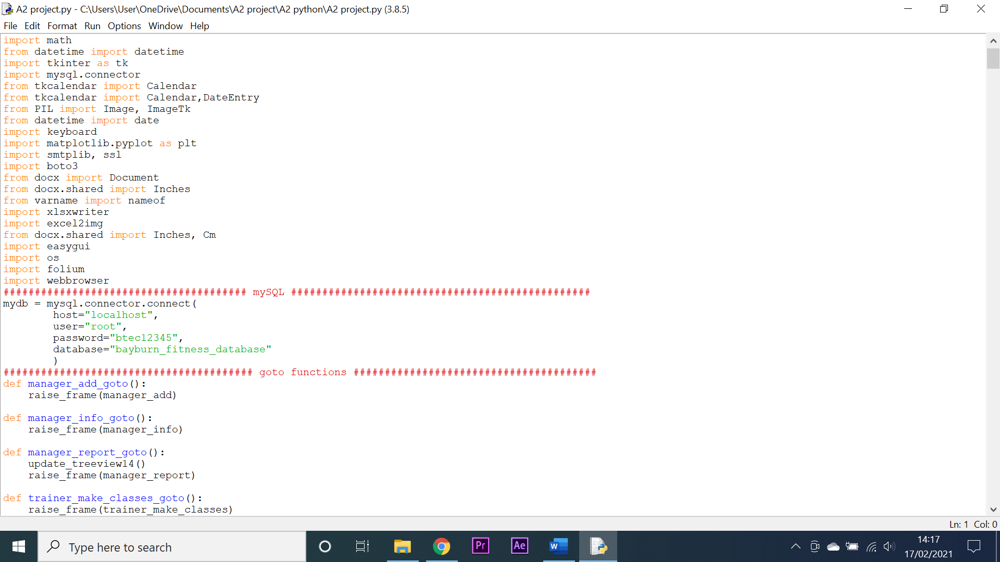 A2 project.py - C:\Users\User\OneDrive\Documents\A2 project\A2 python\A2 project.py (3.8.5)
File Edit Format Run Options Window Help
import math
from datetime import datetime
import tkinter as tk
import mysql.connector
from tkcalendar import Calendar
from tkcalendar import Calendar,DateEntry
from PIL import Image, ImageTk
from datetime import date
import keyboard
import matplotlib.pyplot as plt
import smtplib, ssl
import boto3
from docx import Document
from docx.shared import Inches
from varname import nameof
import xlsxwriter
import excel2img
from docx.shared import Inches, Cm
import easygui
import os
import folium
import webbrowser
####################################### mySQL ################################################
mydb = mysql.connector.connect(
        host="localhost",
        user="root",
        password="btec12345",
        database="bayburn_fitness_database"
        )
######################################## goto functions #######################################
def manager_add_goto():
    raise_frame(manager_add)
def manager_info_goto():
    raise_frame(manager_info)
def manager_report_goto():
    update_treeview14()
    raise_frame(manager_report)
def trainer_make_classes_goto():
    raise_frame(trainer_make_classes)
Ln: 1 Col: 0
Type here to search
Pr
Ae
W
14:17
17/02/2021